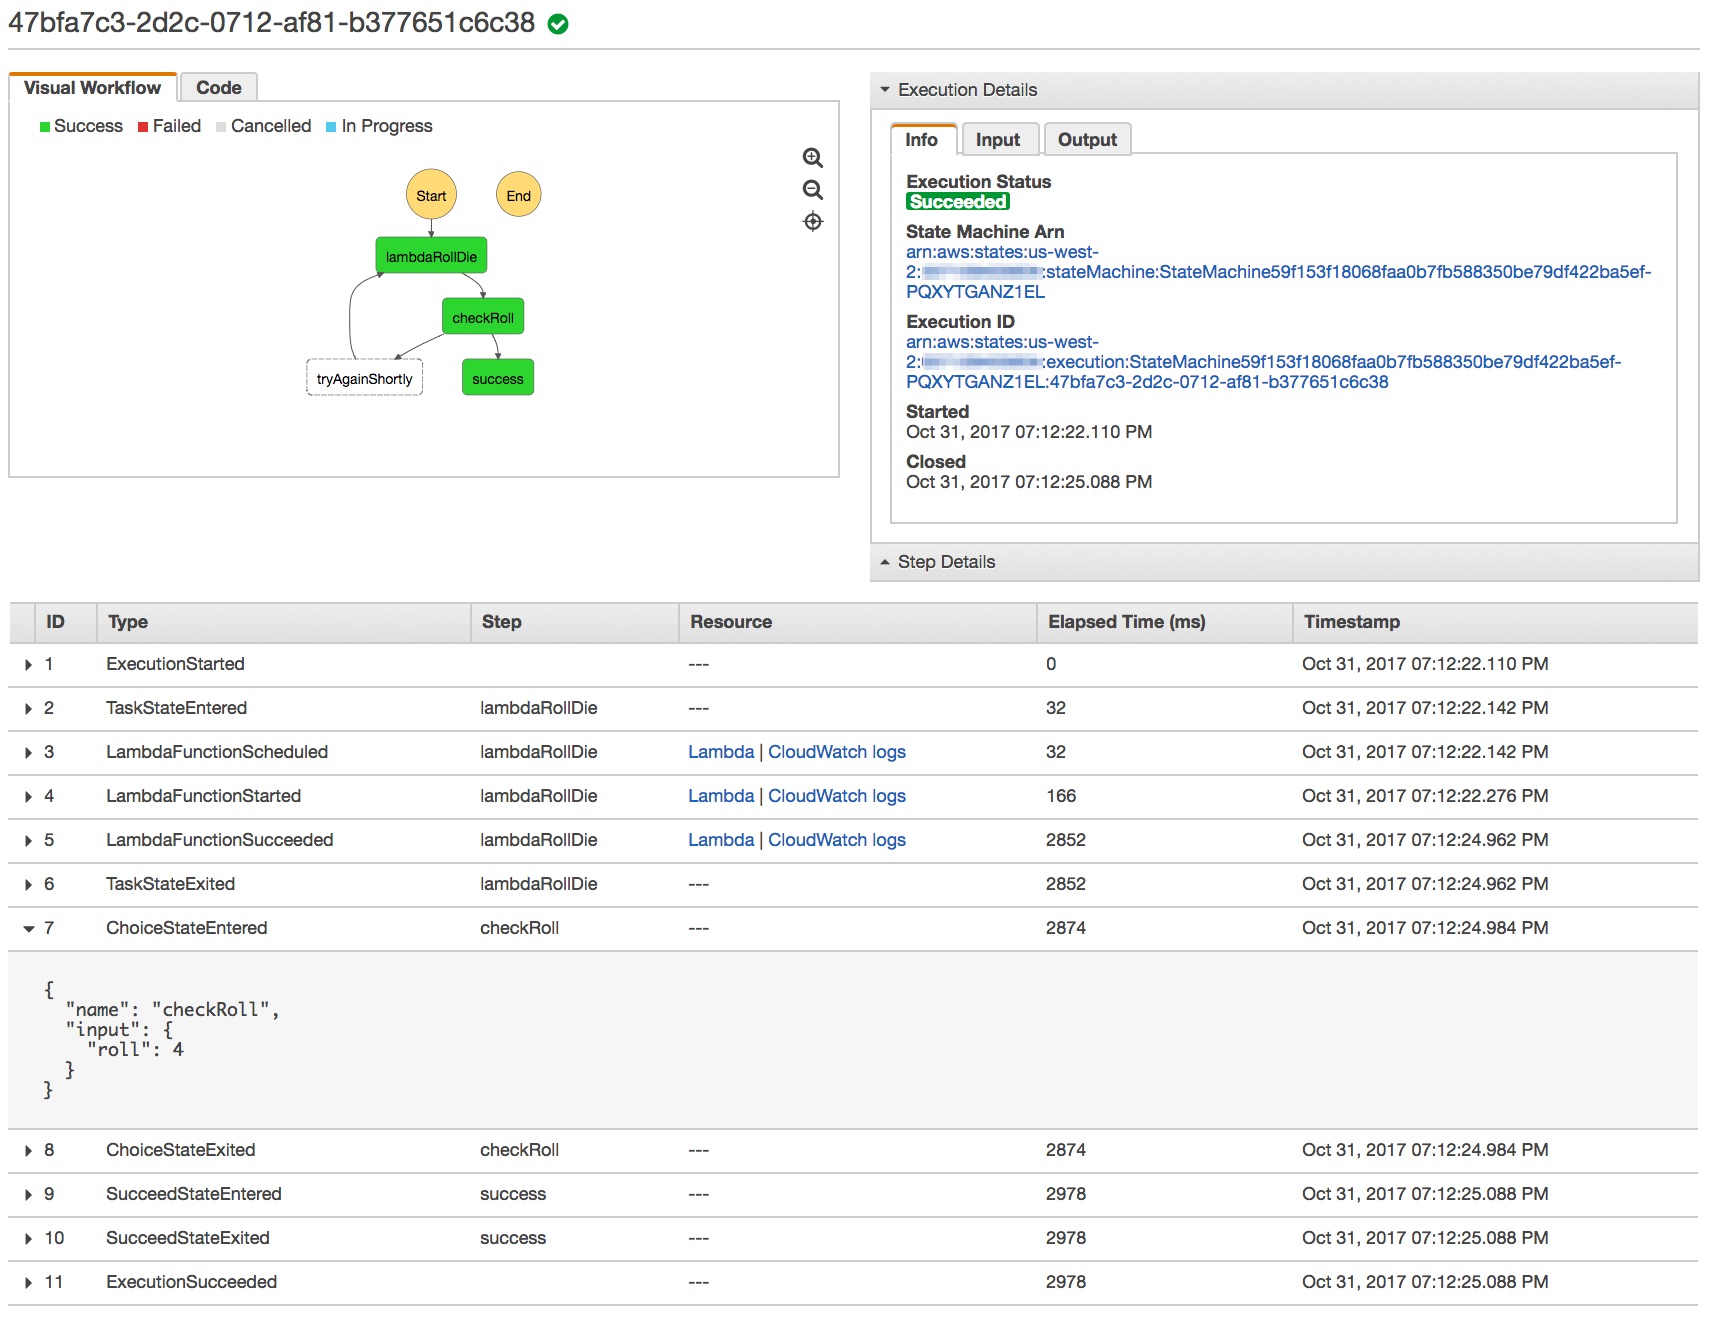 47bfa7c3-2d2c-0712-af81-b377651c6c38
Visual Workflow Code
Success Failed Cancelled In Progress
Start End
lambdaRollDie
checkRoll
tryAgainShortly success
Execution Details
Info Input Output
Execution Status
Succeeded
State Machine Arn
arn:aws:states:us-west-
2: :stateMachine:StateMachine59f153f18068faa0b7fb588350be79df422ba5ef-
PQXYTGANZ1EL
Execution ID
arn:aws:states:us-west-
2: :execution:StateMachine59f153f18068faa0b7fb588350be79df422ba5ef-
PQXYTGANZ1EL:47bfa7c3-2d2c-0712-af81-b377651c6c38
Started
Oct 31, 2017 07:12:22.110 PM
Closed
Oct 31, 2017 07:12:25.088 PM
Step Details
ID Type Step Resource Elapsed Time (ms) Timestamp
1 ExecutionStarted --- 0 Oct 31, 2017 07:12:22.110 PM
2 TaskStateEntered lambdaRollDie --- 32 Oct 31, 2017 07:12:22.142 PM
3 LambdaFunctionScheduled lambdaRollDie Lambda | CloudWatch logs 32 Oct 31, 2017 07:12:22.142 PM
4 LambdaFunctionStarted lambdaRollDie Lambda | CloudWatch logs 166 Oct 31, 2017 07:12:22.276 PM
5 LambdaFunctionSucceeded lambdaRollDie Lambda | CloudWatch logs 2852 Oct 31, 2017 07:12:24.962 PM
6 TaskStateExited lambdaRollDie --- 2852 Oct 31, 2017 07:12:24.962 PM
7 ChoiceStateEntered checkRoll --- 2874 Oct 31, 2017 07:12:24.984 PM
{
"name": "checkRoll",
"input": {
"roll": 4
}
}
8 ChoiceStateExited checkRoll --- 2874 Oct 31, 2017 07:12:24.984 PM
9 SucceedStateEntered success --- 2978 Oct 31, 2017 07:12:25.088 PM
10 SucceedStateExited success --- 2978 Oct 31, 2017 07:12:25.088 PM
11 ExecutionSucceeded --- 2978 Oct 31, 2017 07:12:25.088 PM